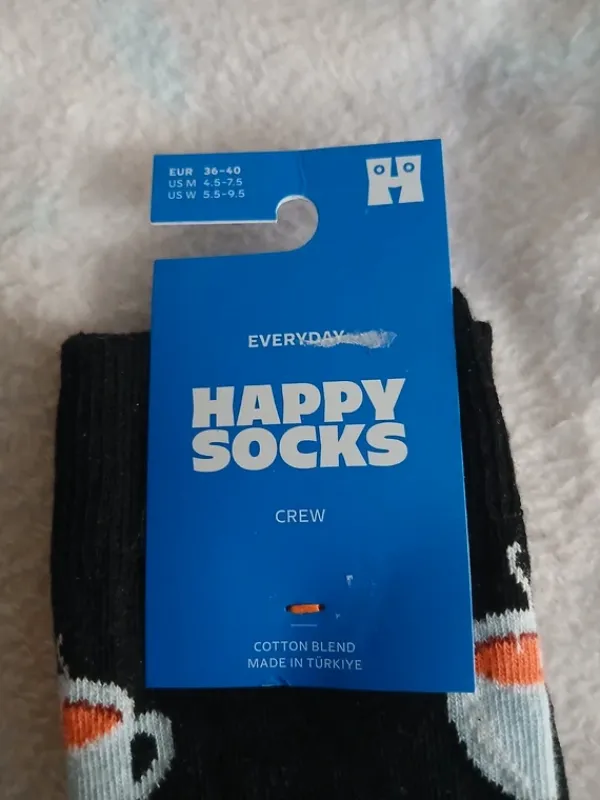 EUR 36-40
US M 4.5-7.5
US W 5.5-9.5
H
EVERYDAY
HAPPY
SOCKS
CREW
COTTON BLEND
MADE IN TÜRKIYE